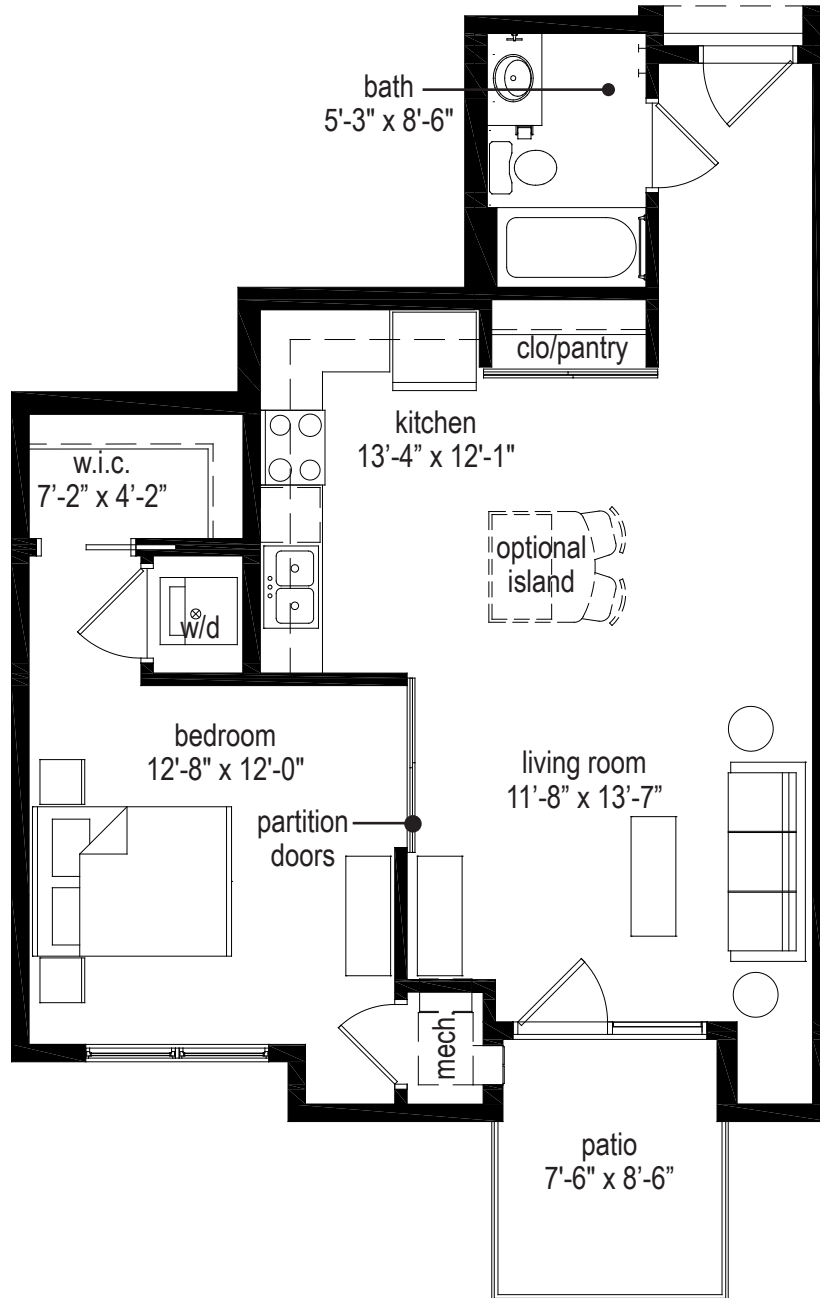 bath
5'-3" x 8'-6"
clo/pantry
kitchen
13'-4” x 12'-1"
w.i.c.
7'-2” x 4’-2”
optional
island
w/d
bedroom
12'-8" x 12'-0"
living room
11'-8” x 13'-7”
partition
doors
mech.
patio
7'-6" x 8’-6”